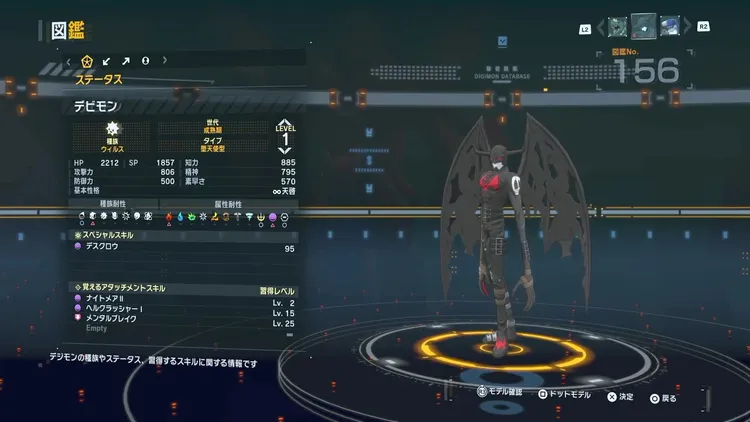 図鑑
L2
R2
図鑑No.
156
DIGIMON DATABASE
ステータス
デビモン
種族
ウイルス
世代
成熟期
タイプ
堕天使型
LEVEL
1
HP 2212 SP 1857 知力 885
攻撃力 806 精神 795
防御力 500 素早さ 570
基本性格 天啓
種族耐性 属性耐性
スペシャルスキル
デスクロウ 95
覚えるアタッチメントスキル 習得レベル
ナイトメアⅡ Lv. 2
ヘルクラッシャーⅠ Lv. 15
メンタルブレイク Lv. 25
Empty
デジモンの種族やステータス、習得するスキルに関する情報です
モデル確認 ドットモデル 決定 戻る